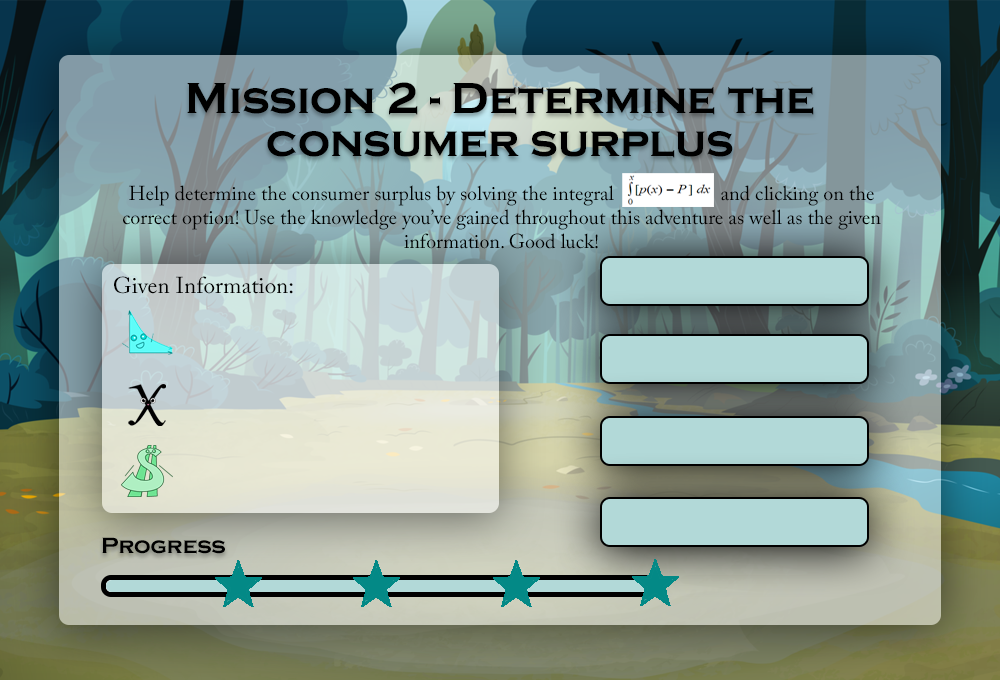 Mission 2 - Determine the
consumer surplus
Help determine the consumer surplus by solving the integral ∫₀ˣ [p(x) − P] dx and clicking on the
correct option! Use the knowledge you've gained throughout this adventure as well as the given
information. Good luck!
Given Information:
X
$
Progress